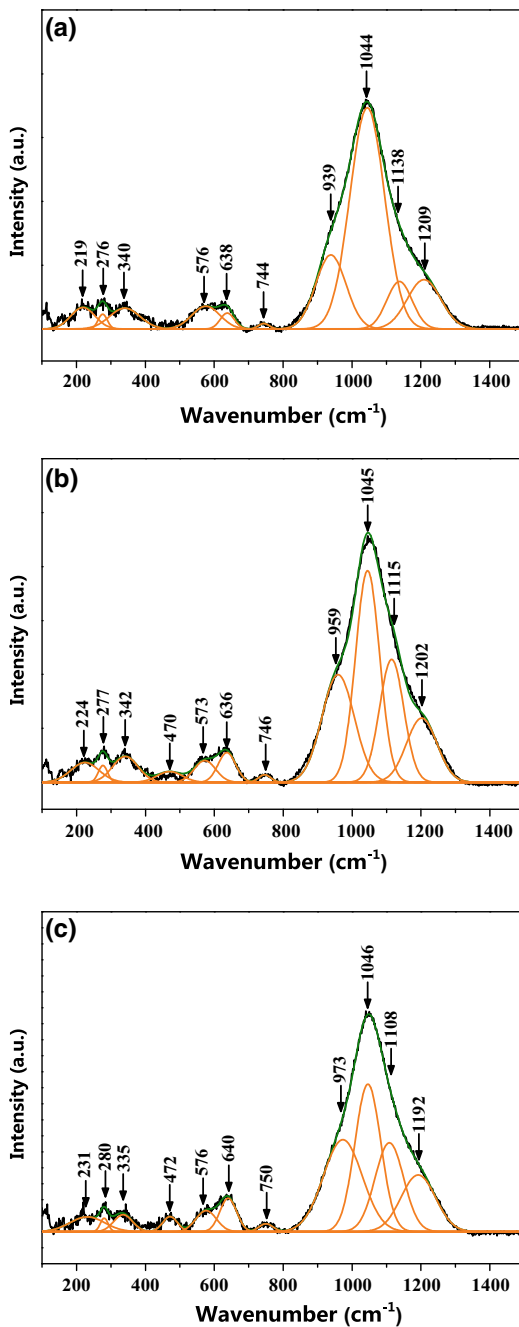 (a)
1044
939
1138
1209
219
276
340
576
638
744
Intensity (a.u.)
200 400 600 800 1000 1200 1400
Wavenumber (cm⁻¹)
(b)
1045
959
1115
1202
224
277
342
470
573
636
746
Intensity (a.u.)
200 400 600 800 1000 1200 1400
Wavenumber (cm⁻¹)
(c)
1046
973
1108
1192
231
280
335
472
576
640
750
Intensity (a.u.)
200 400 600 800 1000 1200 1400
Wavenumber (cm⁻¹)